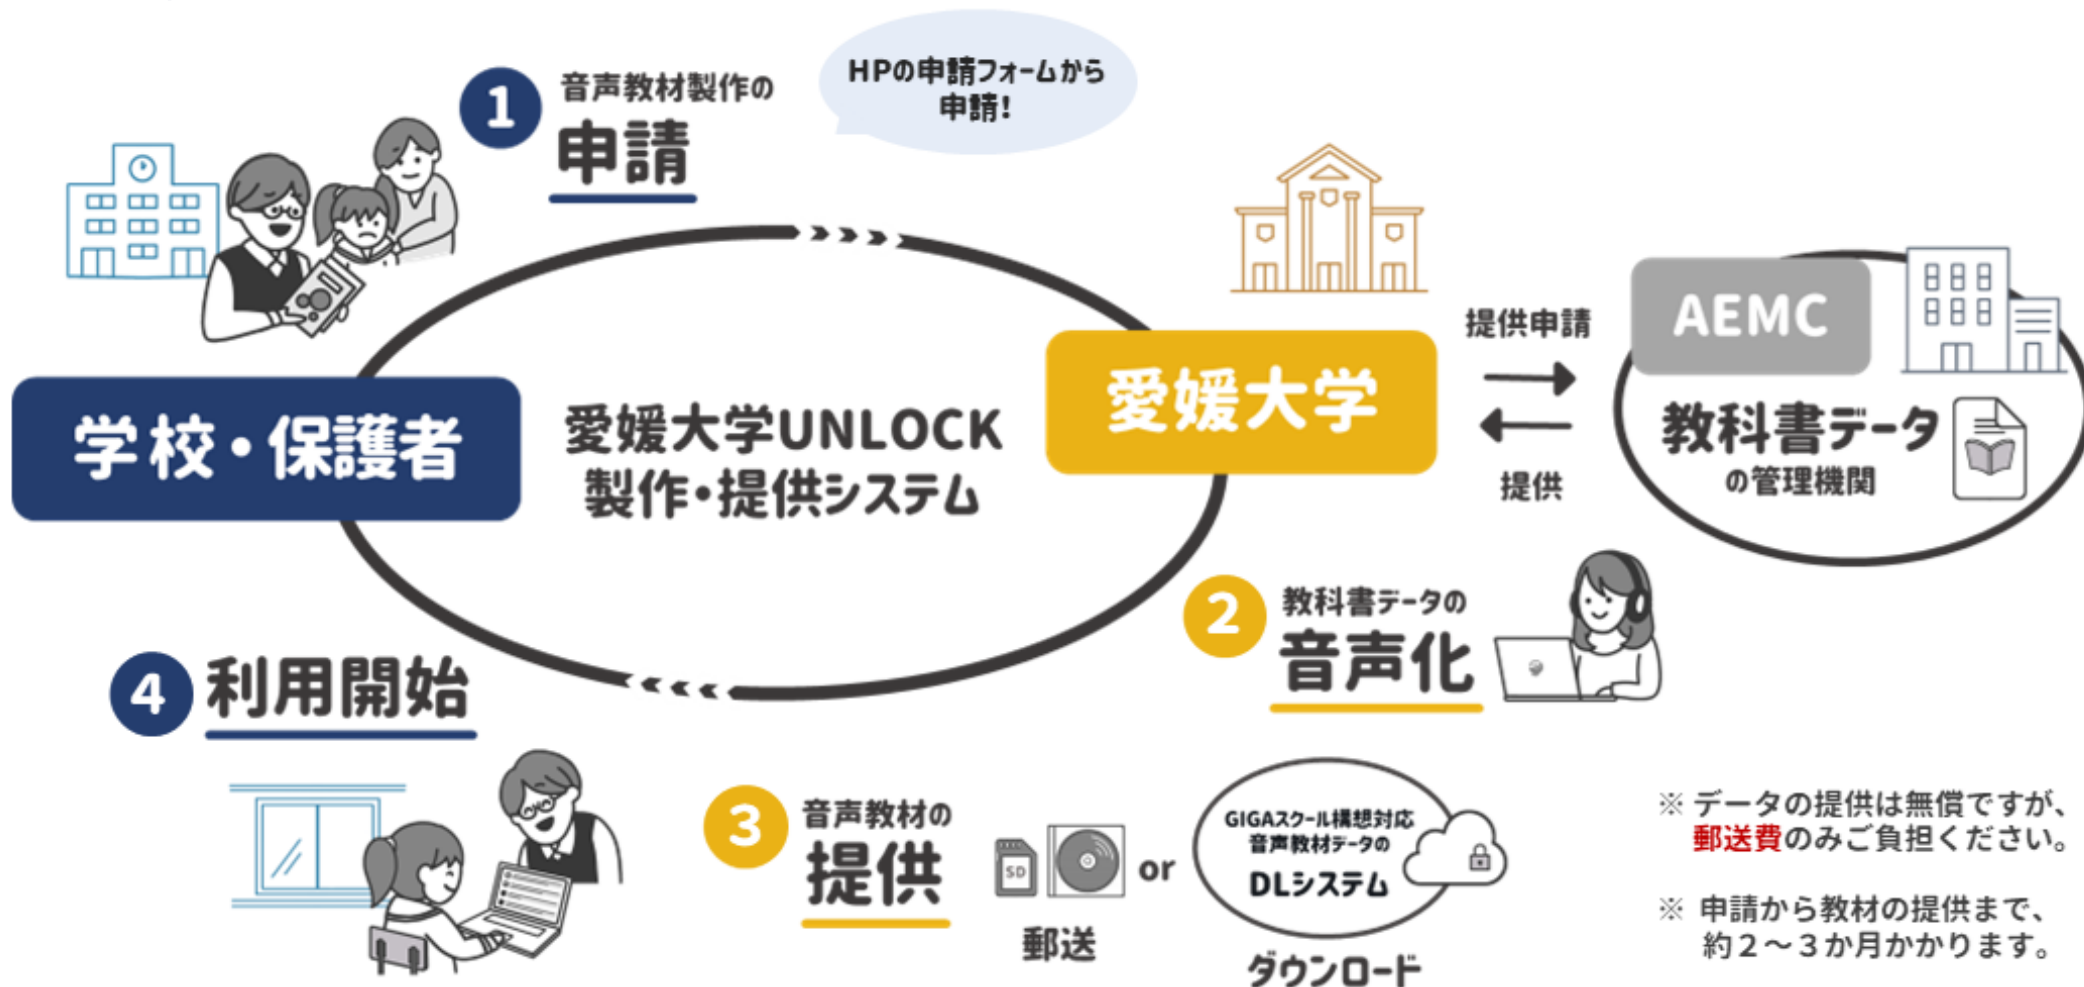 1
音声教材製作の
申請
HPの申請フォームから
申請！
学校・保護者
愛媛大学UNLOCK
製作・提供システム
愛媛大学
提供申請
提供
AEMC
教科書データ
の管理機関
2
教科書データの
音声化
3
音声教材の
提供
SD
郵送
or
GIGAスクール構想対応
音声教材データの
DLシステム
ダウンロード
4
利用開始
※ データの提供は無償ですが、
郵送費のみご負担ください。
※ 申請から教材の提供まで、
約２～３か月かかります。